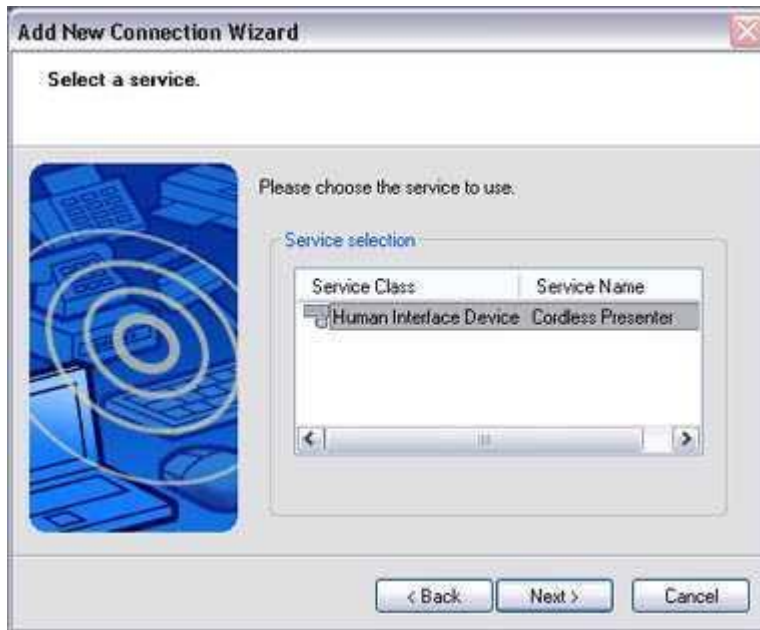 Add New Connection Wizard
Select a service.
Please choose the service to use.
Service selection
Service Class Service Name
Human Interface Device Cordless Presenter
< Back Next > Cancel